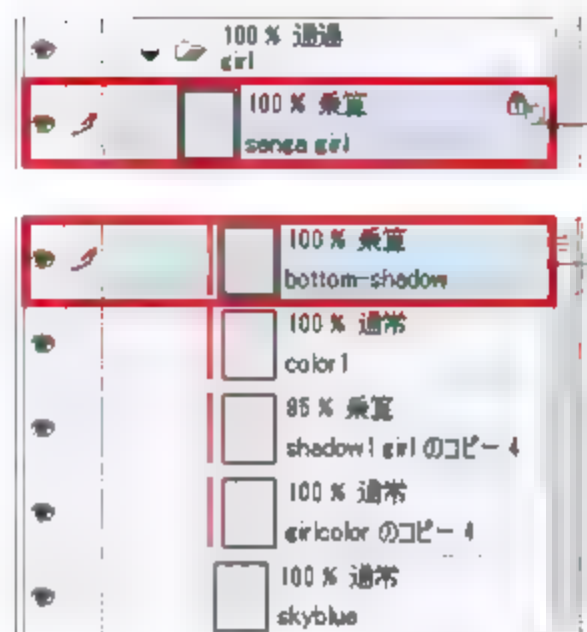 100 % 通過
girl
100 % 乗算
senga girl
100 % 乗算
bottom-shadow
100 % 通常
color1
85 % 乗算
shadow1 girl のコピー 4
100 % 通常
girlcolor のコピー 4
100 % 通常
skyblue